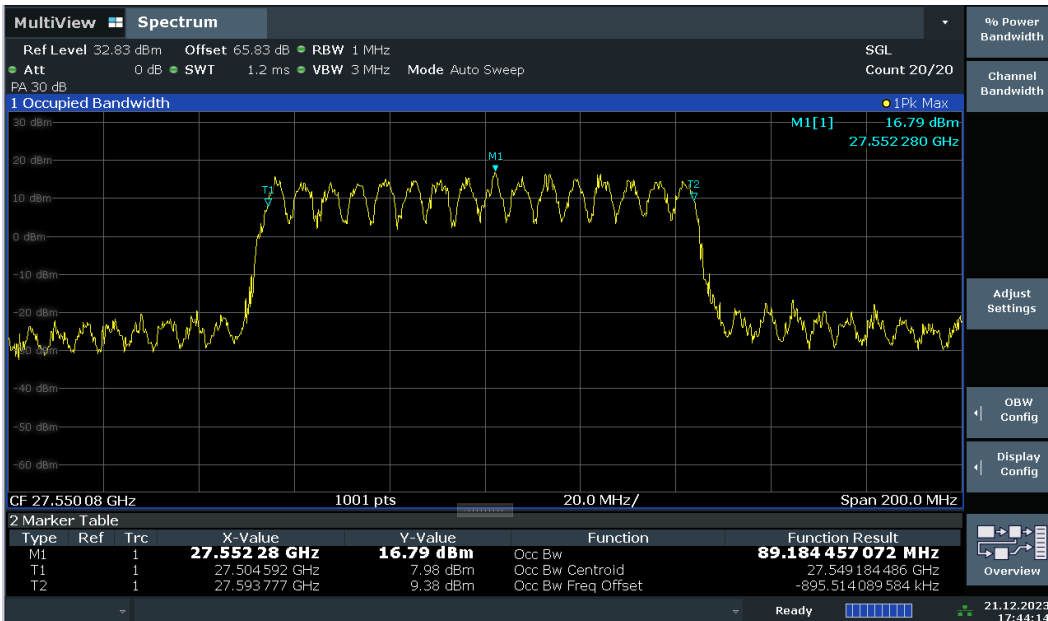 MultiView Spectrum
% Power Bandwidth
Ref Level 32.83 dBm Offset 65.83 dB RBW 1 MHz SGL
Att 0 dB SWT 1.2 ms VBW 3 MHz Mode Auto Sweep Count 20/20
PA 30 dB
Channel Bandwidth
1 Occupied Bandwidth 1Pk Max
30 dBm
M1[1] 16.79 dBm
27.552 280 GHz
20 dBm
M1
T1
T2
10 dBm
0 dBm
-10 dBm
-20 dBm
-30 dBm
-40 dBm
-50 dBm
-60 dBm
Adjust Settings
OBW Config
Display Config
CF 27.550 08 GHz 1001 pts 20.0 MHz/ Span 200.0 MHz
2 Marker Table
Type Ref Trc X-Value Y-Value Function Function Result
M1 1 27.552 28 GHz 16.79 dBm Occ Bw 89.184 457 072 MHz
T1 1 27.504 592 GHz 7.98 dBm Occ Bw Centroid 27.549 184 486 GHz
T2 1 27.593 777 GHz 9.38 dBm Occ Bw Freq Offset -895.514 089 584 kHz
Overview
Ready
21.12.2023
17:44:14